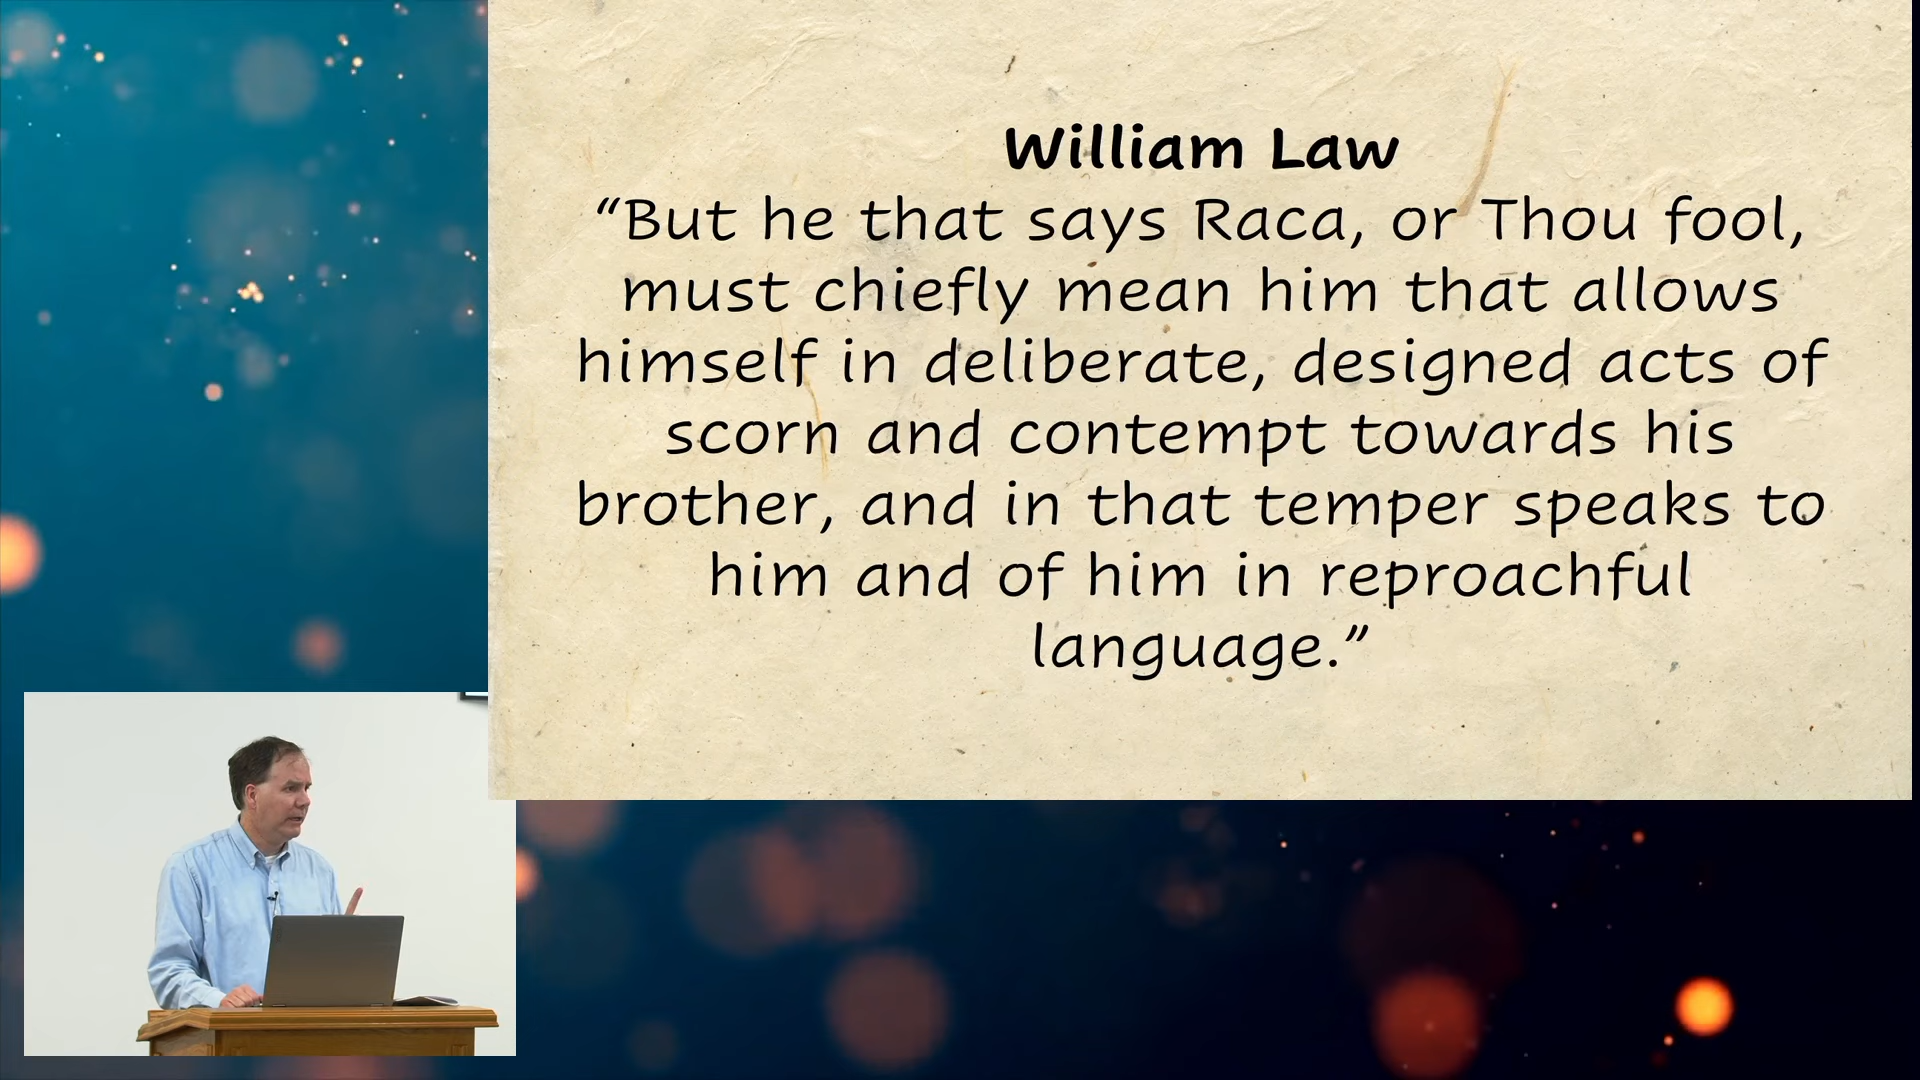 William Law
“But he that says Raca, or Thou fool,
must chiefly mean him that allows
himself in deliberate, designed acts of
scorn and contempt towards his
brother, and in that temper speaks to
him and of him in reproachful
language.”